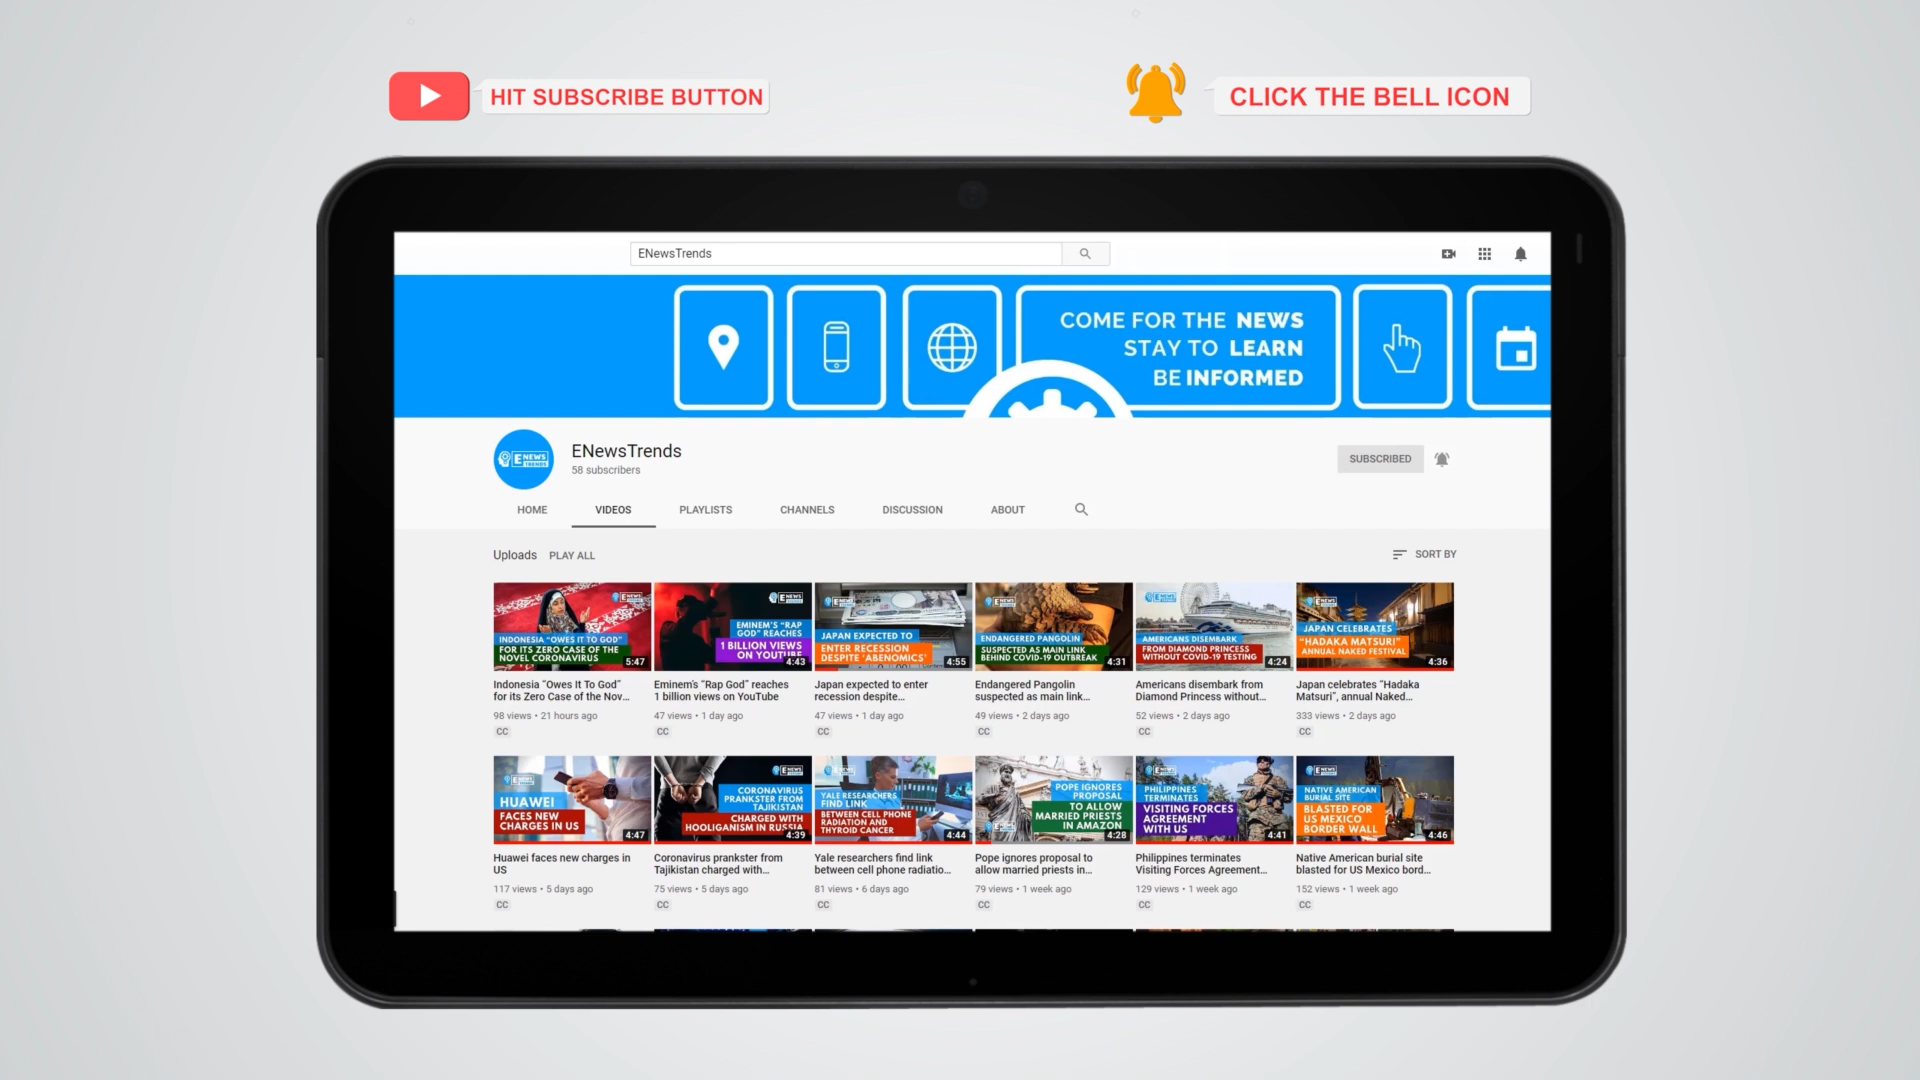 HIT SUBSCRIBE BUTTON
CLICK THE BELL ICON
ENewsTrends
COME FOR THE NEWS
STAY TO LEARN
BE INFORMED
E NEWS
TRENDS
ENewsTrends
58 subscribers
SUBSCRIBED
HOME VIDEOS PLAYLISTS CHANNELS DISCUSSION ABOUT
Uploads PLAY ALL
SORT BY
INDONESIA "OWES IT TO GOD"
FOR ITS ZERO CASE OF THE
NOVEL CORONAVIRUS
5:47
Indonesia "Owes It To God"
for its Zero Case of the Nov...
98 views • 21 hours ago
CC
EMINEM'S "RAP
GOD" REACHES
1 BILLION VIEWS
ON YOUTUBE
4:43
Eminem's "Rap God" reaches
1 billion views on YouTube
47 views • 1 day ago
CC
JAPAN EXPECTED TO
ENTER RECESSION
DESPITE 'ABENOMICS'
4:55
Japan expected to enter
recession despite...
47 views • 1 day ago
CC
ENDANGERED PANGOLIN
SUSPECTED AS MAIN LINK
BEHIND COVID-19 OUTBREAK
4:31
Endangered Pangolin
suspected as main link...
49 views • 2 days ago
CC
AMERICANS DISEMBARK
FROM DIAMOND PRINCESS
WITHOUT COVID-19 TESTING
4:24
Americans disembark from
Diamond Princess without...
52 views • 2 days ago
CC
JAPAN CELEBRATES
"HADAKA MATSURI"
ANNUAL NAKED FESTIVAL
4:36
Japan celebrates "Hadaka
Matsuri", annual Naked...
333 views • 2 days ago
CC
HUAWEI
FACES NEW
CHARGES IN US
4:47
Huawei faces new charges in
US
117 views • 5 days ago
CC
CORONAVIRUS
PRANKSTER FROM
TAJIKISTAN
CHARGED WITH
HOOLIGANISM IN RUSSIA
4:39
Coronavirus prankster from
Tajikistan charged with...
75 views • 5 days ago
CC
YALE RESEARCHERS
FIND LINK
BETWEEN CELL PHONE
RADIATION AND
THYROID CANCER
4:44
Yale researchers find link
between cell phone radiatio...
81 views • 6 days ago
CC
POPE IGNORES
PROPOSAL
TO ALLOW
MARRIED PRIESTS
IN AMAZON
4:28
Pope ignores proposal to
allow married priests in...
79 views • 1 week ago
CC
PHILIPPINES
TERMINATES
VISITING FORCES
AGREEMENT
WITH US
4:41
Philippines terminates
Visiting Forces Agreement...
129 views • 1 week ago
CC
NATIVE AMERICAN
BURIAL SITE
BLASTED FOR
US MEXICO
BORDER WALL
4:46
Native American burial site
blasted for US Mexico bord...
152 views • 1 week ago
CC